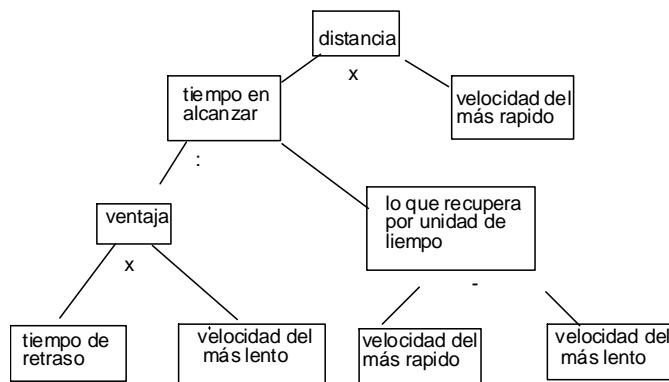 distancia
x
tiempo en
alcanzar
velocidad del
más rapido
:
ventaja
lo que recupera
por unidad de
liempo
x
-
tiempo de
retraso
velocidad del
más lento
velocidad del
más rapido
velocidad del
más lento